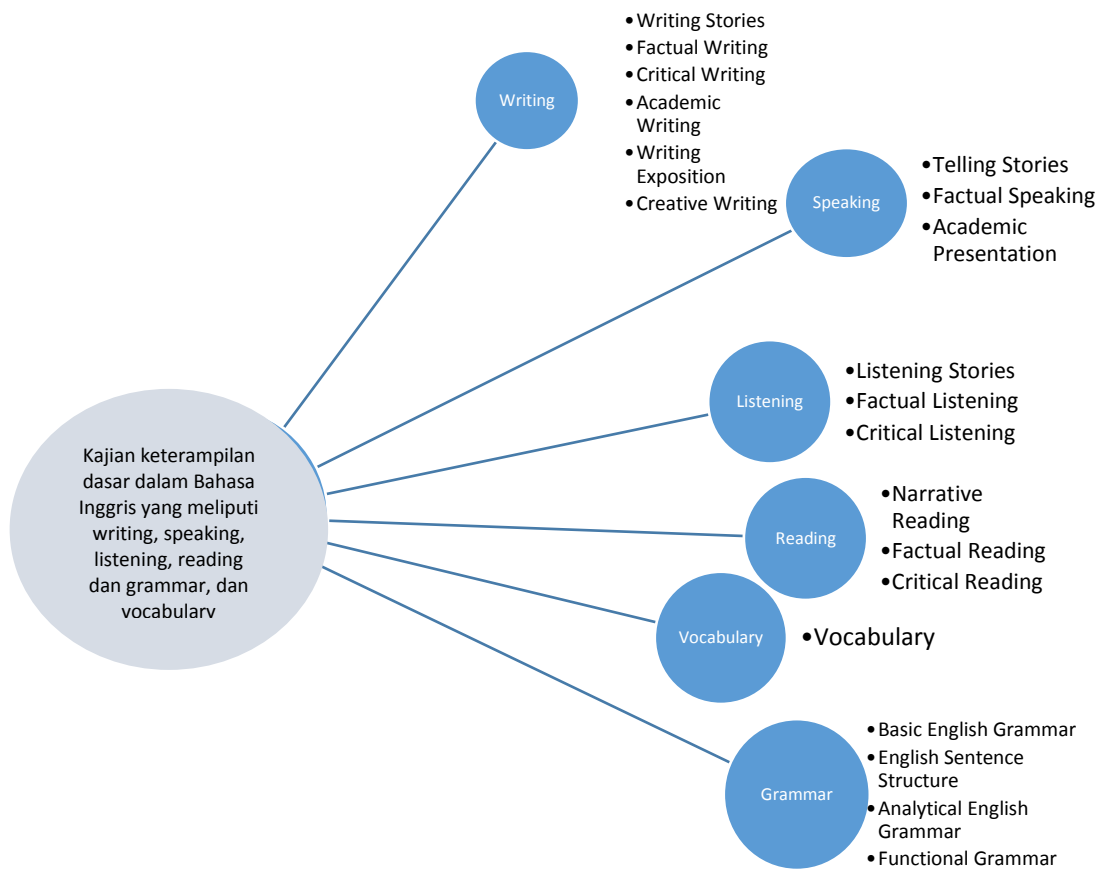 Kajian keterampilan
dasar dalam Bahasa
Inggris yang meliputi
writing, speaking,
listening, reading
dan grammar, dan
vocabulary
Writing
•Writing Stories
•Factual Writing
•Critical Writing
•Academic
Writing
•Writing
Exposition
•Creative Writing
Speaking
•Telling Stories
•Factual Speaking
•Academic
Presentation
Listening
•Listening Stories
•Factual Listening
•Critical Listening
Reading
•Narrative
Reading
•Factual Reading
•Critical Reading
Vocabulary
•Vocabulary
Grammar
•Basic English Grammar
•English Sentence
Structure
•Analytical English
Grammar
•Functional Grammar